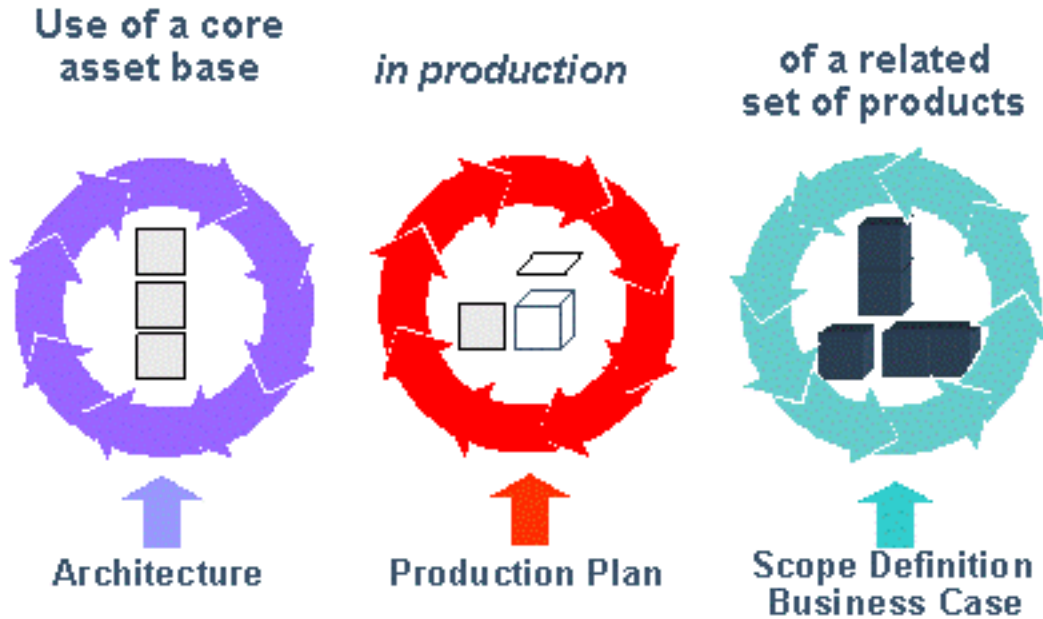 Use of a core
asset base
in production
of a related
set of products
Architecture
Production Plan
Scope Definition
Business Case